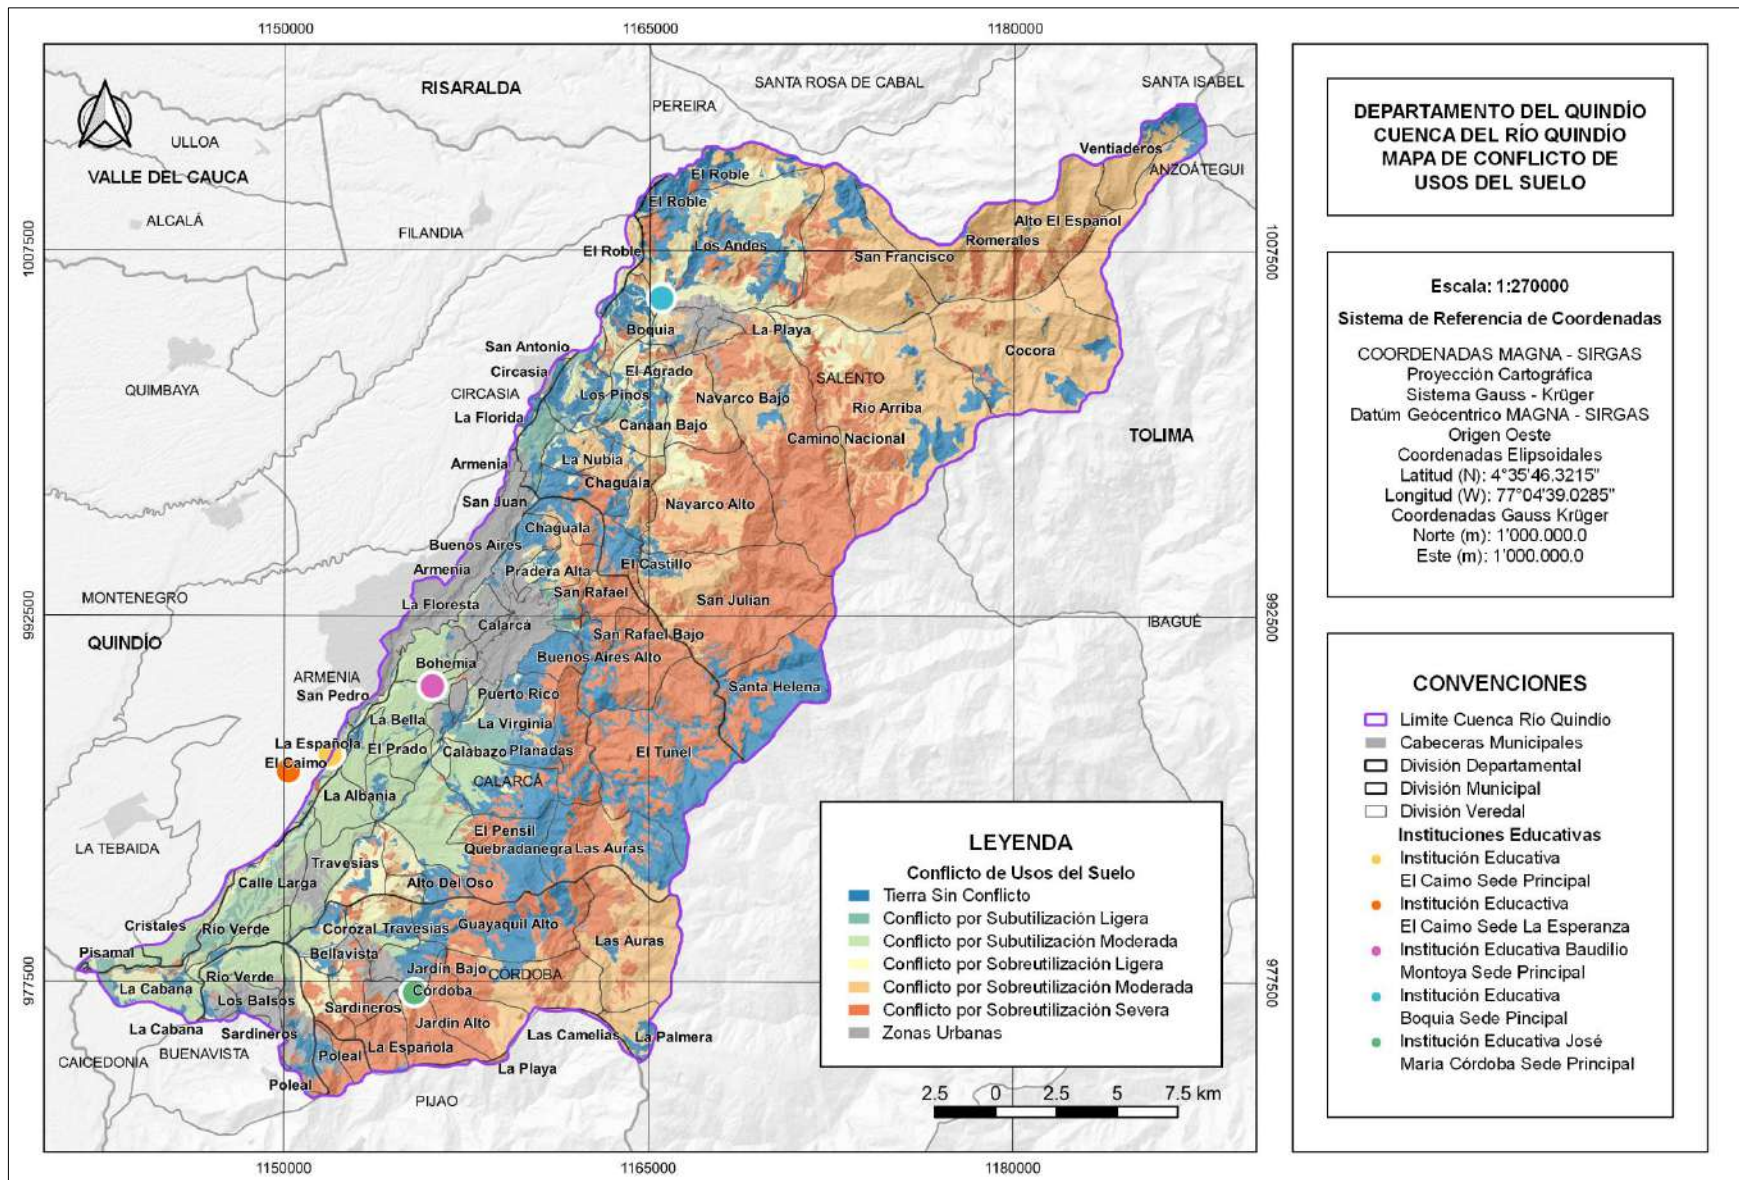 1150000
1165000
1180000
SANTA ROSA DE CABAL
SANTA ISABEL
RISARALDA
PEREIRA
ULLOA
Ventiaderos
VALLE DEL CAUCA
El Roble
ANZOÁTEGUI
El Roble
ALCALÁ
Alto El Español
FILANDIA
Romerales
1007500
El Roble
Los Andes
San Francisco
1007500
Boquia
La Playa
San Antonio
Cocora
Circasia
El Agrado
SALENTO
QUIMBAYA
CIRCASIA
Los Pinos
Navarco Bajo
Río Arriba
La Florida
Canaan Bajo
Camino Nacional
TOLIMA
Armenia
La Nubia
Chaguala
San Juan
Navarco Alto
Chaguala
Buenos Aires
Armenia
Pradera Alta
El Castillo
MONTENEGRO
San Rafael
La Floresta
San Julian
992500
Calarcá
992500
IBAGUÉ
QUINDÍO
San Rafael Bajo
Bohemia
Buenos Aires Alto
ARMENIA
San Pedro
Puerto Rico
Santa Helena
La Bella
La Virginia
La Española
El Prado
Calabazo
Planadas
El Tunel
El Caimo
CALARCÁ
La Albania
El Pensil
LA TEBAIDA
Quebradanegra
Las Auras
Travesias
Calle Larga
Alto Del Oso
Cristales
Río Verde
Corozal
Travesias
Guayaquil Alto
Las Auras
Pisamal
Bellavista
Jardín Bajo
CÓRDOBA
977500
Río Verde
977500
La Cabana
Los Balsos
Córdoba
Sardineros
Jardin Alto
La Cabana
Sardineros
Las Camelias
La Palmera
CAICEDONIA
BUENAVISTA
Poleal
La Española
La Playa
Poleal
PIJAO
1150000
1165000
1180000
LEYENDA
Conflicto de Usos del Suelo
Tierra Sin Conflicto
Conflicto por Subutilización Ligera
Conflicto por Subutilización Moderada
Conflicto por Sobreutilización Ligera
Conflicto por Sobreutilización Moderada
Conflicto por Sobreutilización Severa
Zonas Urbanas
2.5 0 2.5 5 7.5 km
DEPARTAMENTO DEL QUINDÍO
CUENCA DEL RÍO QUINDÍO
MAPA DE CONFLICTO DE
USOS DEL SUELO
Escala: 1:270000
Sistema de Referencia de Coordenadas
COORDENADAS MAGNA - SIRGAS
Proyección Cartográfica
Sistema Gauss - Krüger
Datúm Geócentrico MAGNA - SIRGAS
Origen Oeste
Coordenadas Elipsoidales
Latitud (N): 4°35'46.3215"
Longitud (W): 77°04'39.0285"
Coordenadas Gauss Krüger
Norte (m): 1'000.000.0
Este (m): 1'000.000.0
CONVENCIONES
Limite Cuenca Río Quindío
Cabeceras Municipales
División Departamental
División Municipal
División Veredal
Instituciones Educativas
Institución Educativa
El Caimo Sede Principal
Institución Eductactiva
El Caimo Sede La Esperanza
Institución Educativa Baudilio
Montoya Sede Principal
Institución Educativa
Boquia Sede Pincipal
Institución Educativa José
María Córdoba Sede Principal